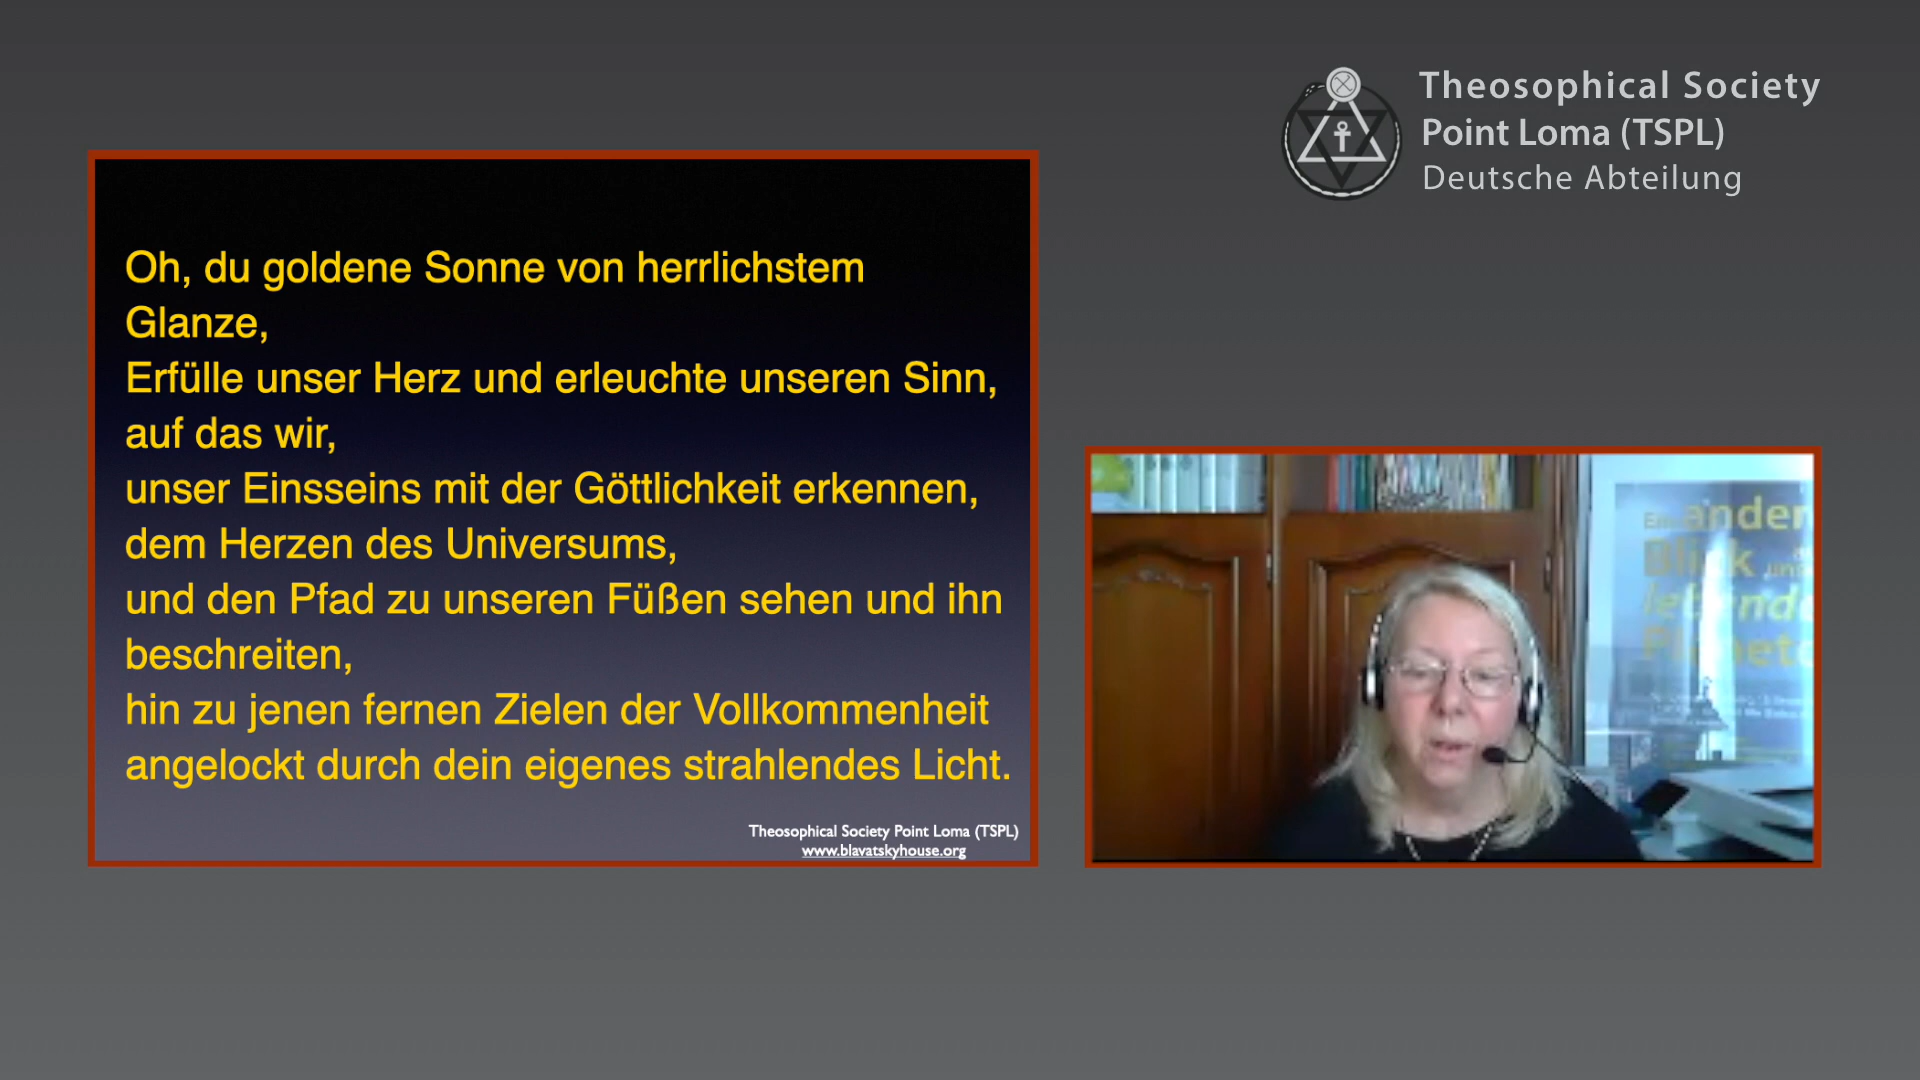 Theosophical Society
Point Loma (TSPL)
Deutsche Abteilung
Oh, du goldene Sonne von herrlichstem
Glanze,
Erfülle unser Herz und erleuchte unseren Sinn,
auf das wir,
unser Einsseins mit der Göttlichkeit erkennen,
dem Herzen des Universums,
und den Pfad zu unseren Füßen sehen und ihn
beschreiten,
hin zu jenen fernen Zielen der Vollkommenheit
angelockt durch dein eigenes strahlendes Licht.
Theosophical Society Point Loma (TSPL)
www.blavatskyhouse.org
ander
Blick